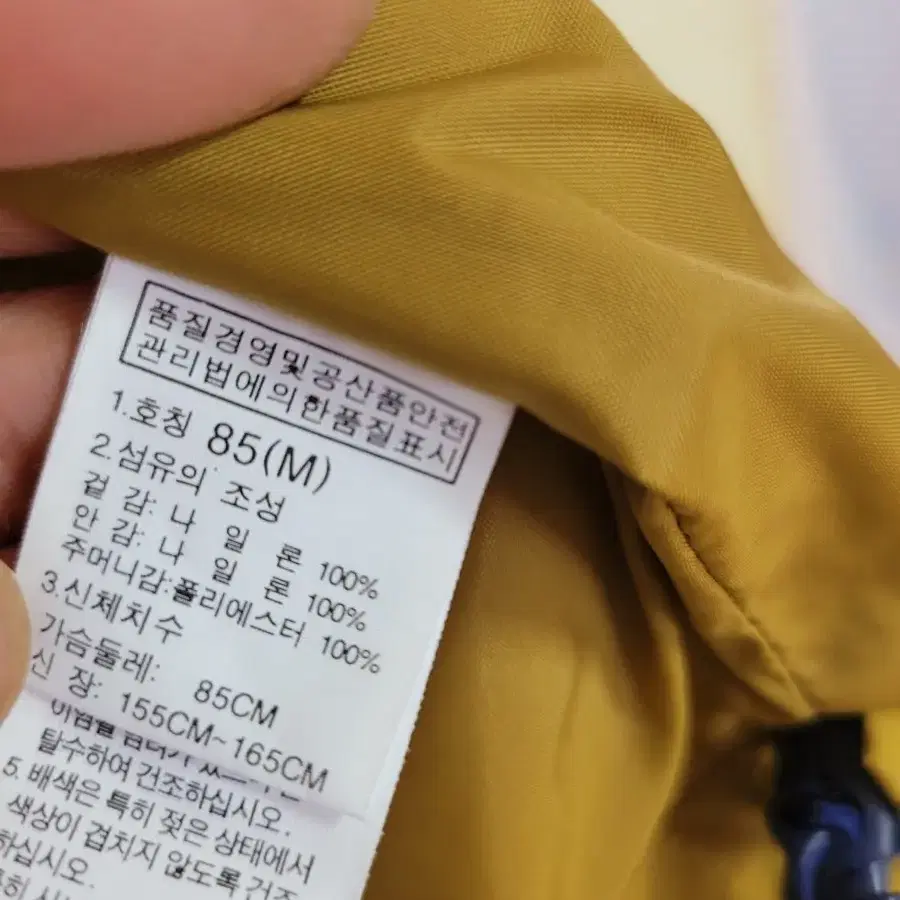 품질경영및공산품안전
관리법에의한품질표시
1.호칭 85(M)
2.섬유의 조성
겉 감: 나 일 론 100%
안 감: 나 일 론 100%
주머니감:폴리에스터 100%
3.신체치수
가슴둘레: 85CM
신 장: 155CM~165CM
탈수하여 건조하십시오.
5. 배색은 특히 젖은 상태에서
색상이 겹치지 않도록 건조
하십시오.